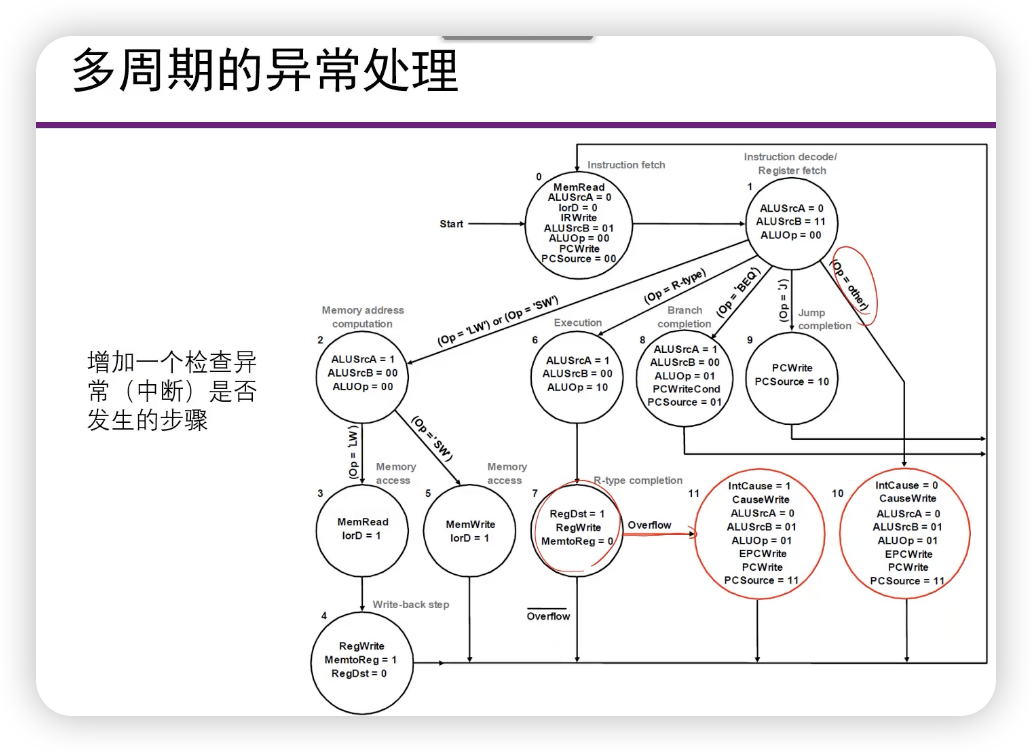 多周期的异常处理
增加一个检查异
常（中断）是否
发生的步骤
Start
0
Instruction fetch
MemRead
ALUSrcA = 0
IorD = 0
IRWrite
ALUSrcB = 01
ALUOp = 00
PCWrite
PCSource = 00
Instruction decode/
Register fetch
1
ALUSrcA = 0
ALUSrcB = 11
ALUOp = 00
(Op = 'LW') or (Op = 'SW')
(Op = R-type)
(Op = 'BEQ')
(Op = 'J')
(Op = other)
Memory address
computation
2
ALUSrcA = 1
ALUSrcB = 00
ALUOp = 00
Execution
6
ALUSrcA = 1
ALUSrcB = 00
ALUOp = 10
Branch
completion
8
ALUSrcA = 1
ALUSrcB = 00
ALUOp = 01
PCWriteCond
PCSource = 01
Jump
completion
9
PCWrite
PCSource = 10
(Op = 'LW')
(Op = 'SW')
Memory
access
3
MemRead
IorD = 1
Memory
access
5
MemWrite
IorD = 1
R-type completion
7
RegDst = 1
RegWrite
MemtoReg = 0
Overflow
Overflow
11
IntCause = 1
CauseWrite
ALUSrcA = 0
ALUSrcB = 01
ALUOp = 01
EPCWrite
PCWrite
PCSource = 11
10
IntCause = 0
CauseWrite
ALUSrcA = 0
ALUSrcB = 01
ALUOp = 01
EPCWrite
PCWrite
PCSource = 11
Write-back step
4
RegWrite
MemtoReg = 1
RegDst = 0